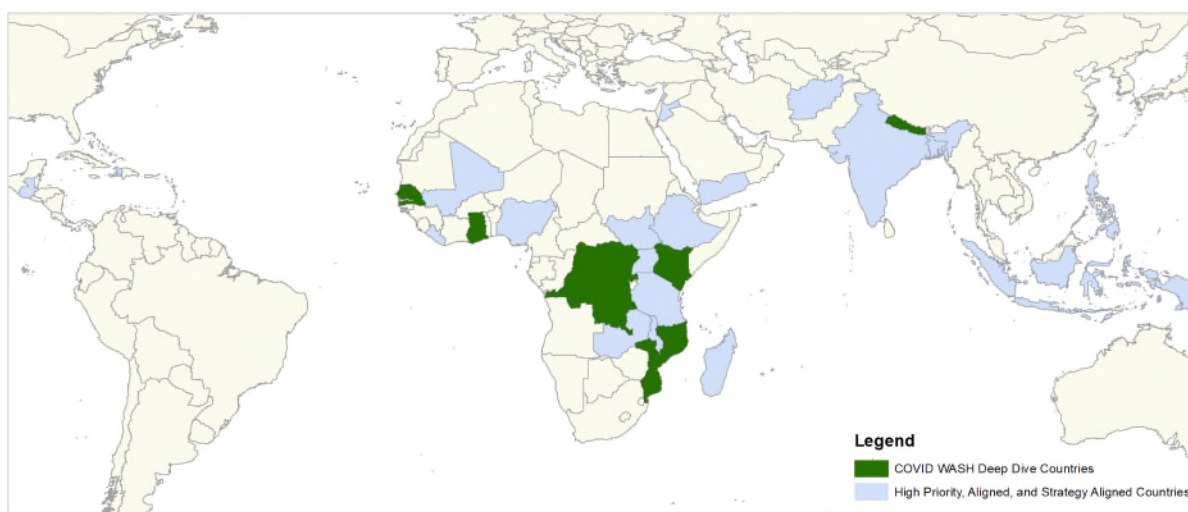 Legend
COVID WASH Deep Dive Countries
High Priority, Aligned, and Strategy Aligned Countries